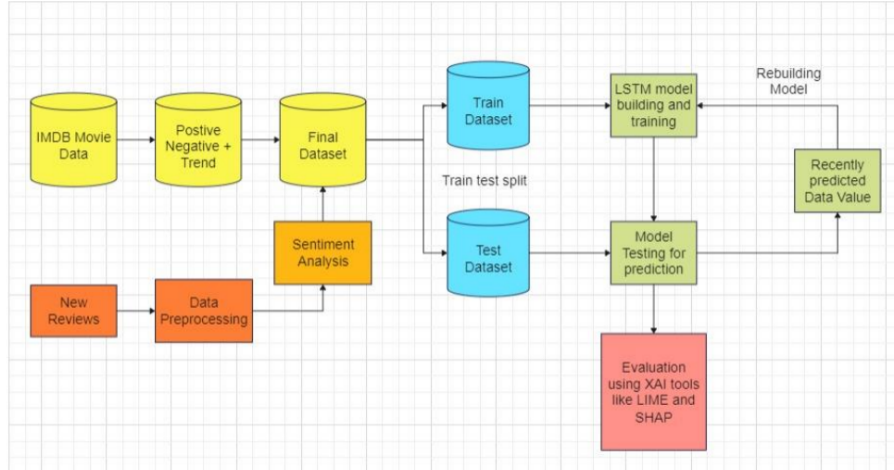 IMDB Movie
Data
Postive
Negative +
Trend
Final
Dataset
Train
Dataset
LSTM model
building and
training
Rebuilding
Model
Recently
predicted
Data Value
Train test split
Sentiment
Analysis
Test
Dataset
Model
Testing for
prediction
New
Reviews
Data
Preprocessing
Evaluation
using XAI tools
like LIME and
SHAP